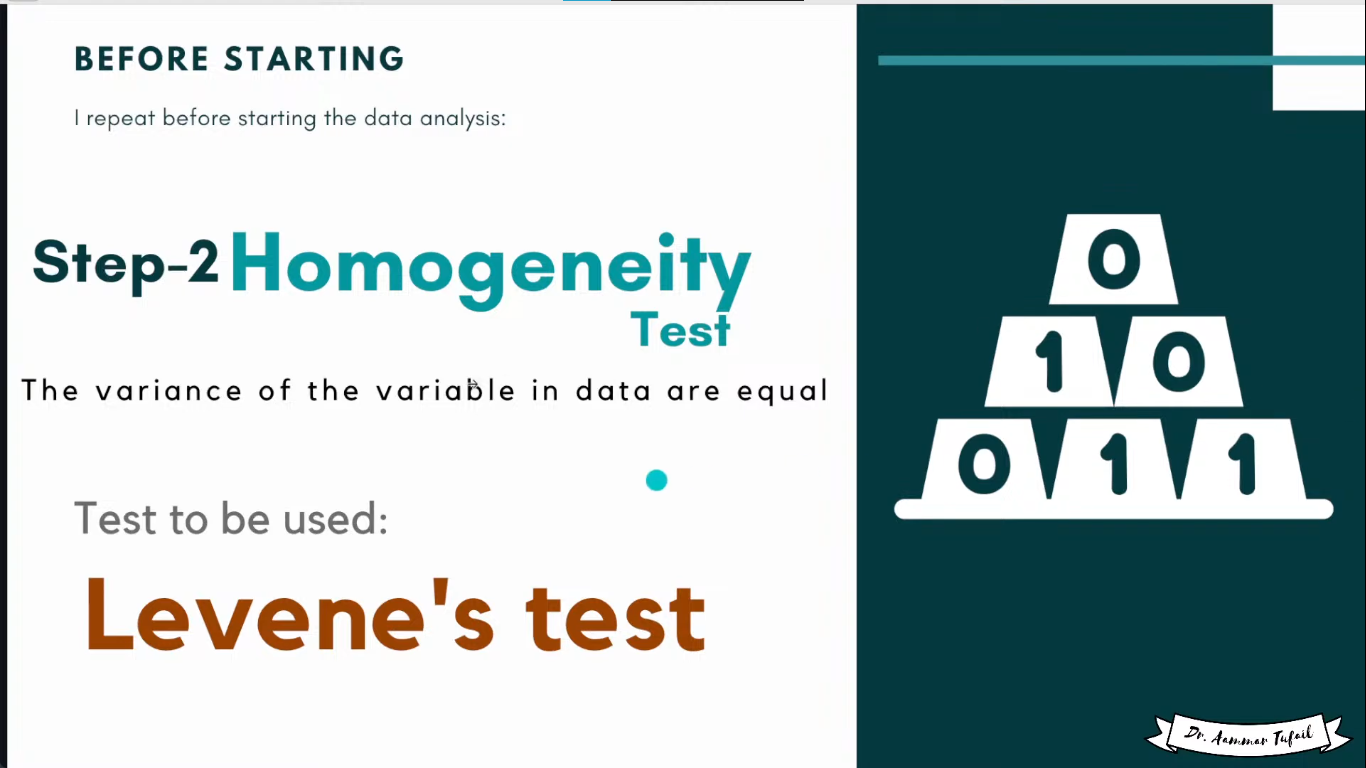 BEFORE STARTING
I repeat before starting the data analysis:
Step-2 Homogeneity
Test
The variance of the variable in data are equal
Test to be used:
Levene's test
0
1 0
0 1 1
Dr. Aammar Tufail